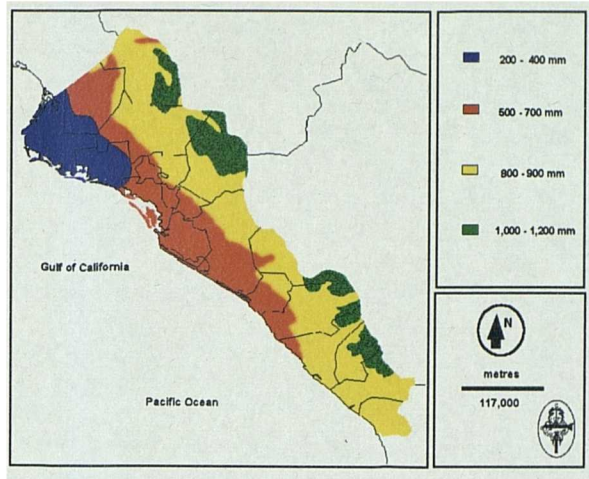 200 - 400 mm
500 - 700 mm
800 - 900 mm
1,000 - 1,200 mm
Gulf of California
Pacific Ocean
N
metres
117,000